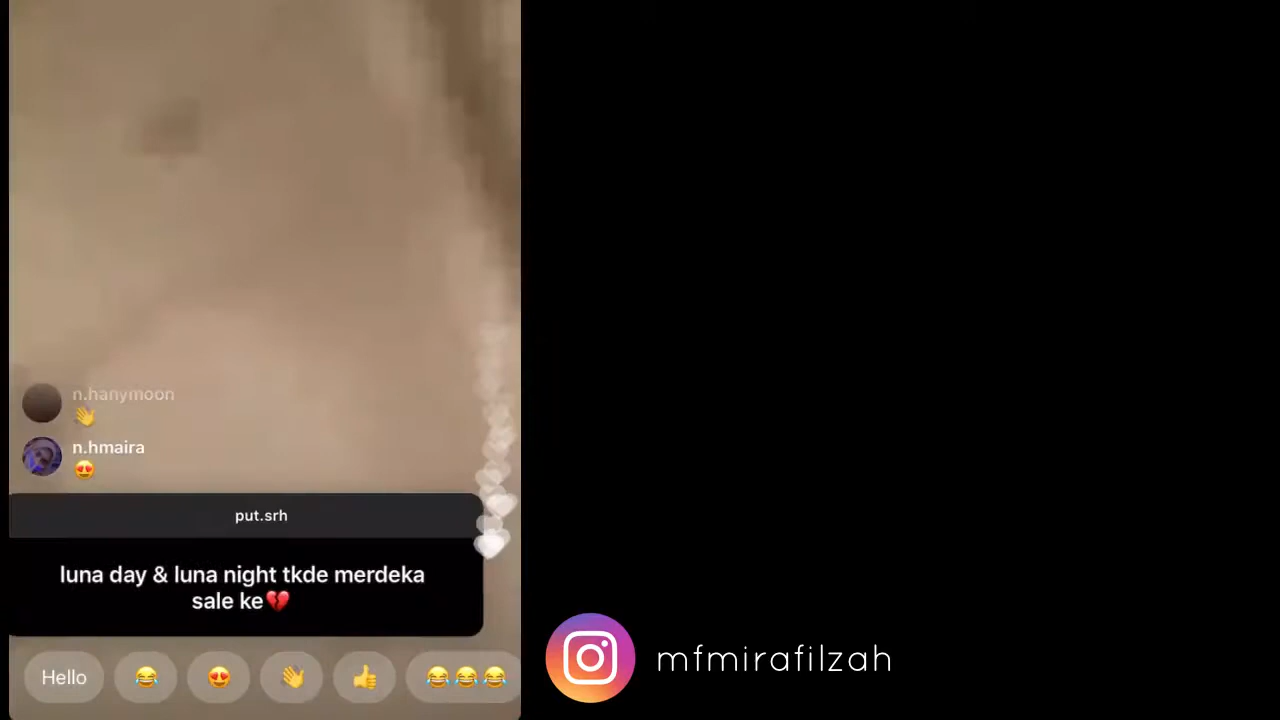 n.hanymoon
👋
n.hmaira
😍
put.srh
luna day & luna night tkde merdeka
sale ke💔
Hello 😂 😍 👋 👍 😂😂😂
mfmirafilzah